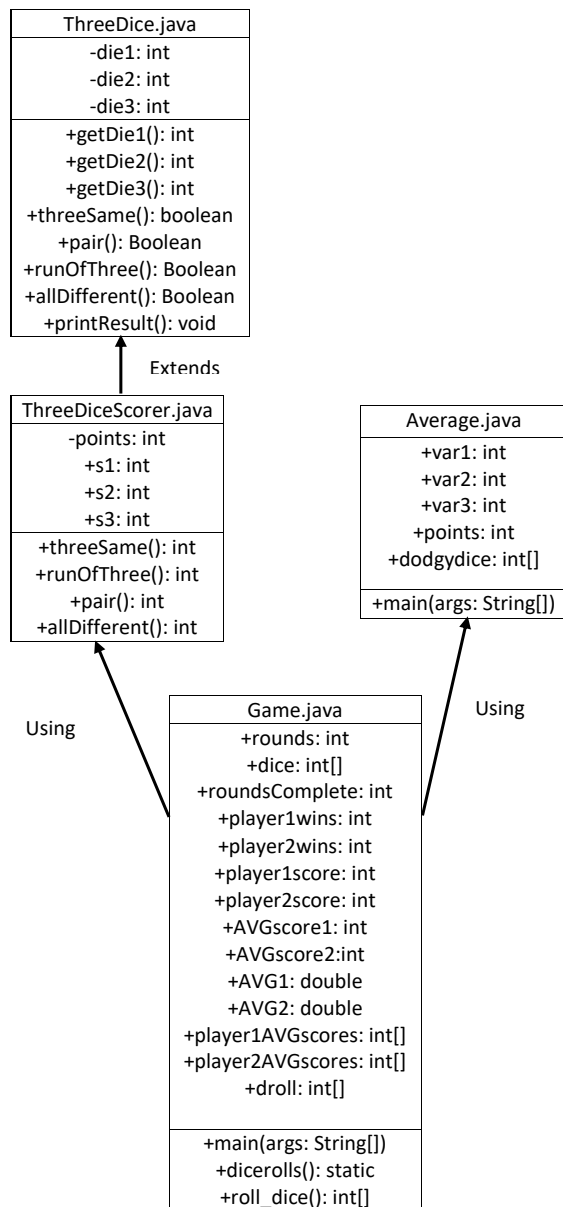 ThreeDice.java
-die1: int
-die2: int
-die3: int
+getDie1(): int
+getDie2(): int
+getDie3(): int
+threeSame(): boolean
+pair(): Boolean
+runOfThree(): Boolean
+allDifferent(): Boolean
+printResult(): void
Extends
ThreeDiceScorer.java
-points: int
+s1: int
+s2: int
+s3: int
+threeSame(): int
+runOfThree(): int
+pair(): int
+allDifferent(): int
Average.java
+var1: int
+var2: int
+var3: int
+points: int
+dodgydice: int[]
+main(args: String[])
Using
Using
Game.java
+rounds: int
+dice: int[]
+roundsComplete: int
+player1wins: int
+player2wins: int
+player1score: int
+player2score: int
+AVGscore1: int
+AVGscore2:int
+AVG1: double
+AVG2: double
+player1AVGscores: int[]
+player2AVGscores: int[]
+droll: int[]
+main(args: String[])
+dicerolls(): static
+roll_dice(): int[]